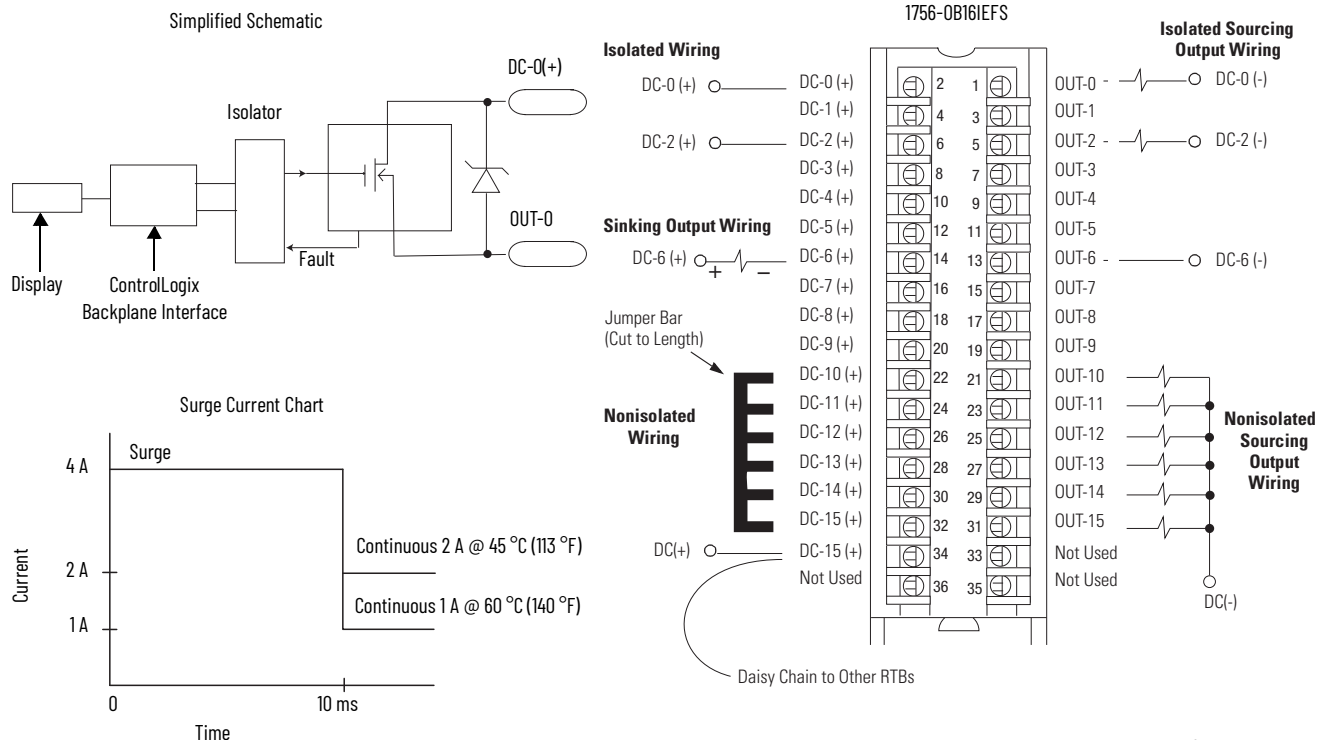 Simplified Schematic
DC-0(+)
Isolator
OUT-0
Fault
Display
ControlLogix
Backplane Interface
Surge Current Chart
Surge
4 A
Continuous 2 A @ 45 °C (113 °F)
2 A
Continuous 1 A @ 60 °C (140 °F)
1 A
Current
0
10 ms
Time
1756-OB16IEFS
Isolated Wiring
Isolated Sourcing
Output Wiring
DC-0 (+) DC-0 (+) 2 1 OUT-0 DC-0 (-)
DC-1 (+) 4 3 OUT-1
DC-2 (+) DC-2 (+) 6 5 OUT-2 DC-2 (-)
DC-3 (+) 8 7 OUT-3
DC-4 (+) 10 9 OUT-4
Sinking Output Wiring
DC-5 (+) 12 11 OUT-5
DC-6 (+) + − DC-6 (+) 14 13 OUT-6 DC-6 (-)
DC-7 (+) 16 15 OUT-7
Jumper Bar
(Cut to Length)
DC-8 (+) 18 17 OUT-8
DC-9 (+) 20 19 OUT-9
DC-10 (+) 22 21 OUT-10
Nonisolated
Wiring
DC-11 (+) 24 23 OUT-11
DC-12 (+) 26 25 OUT-12
DC-13 (+) 28 27 OUT-13
DC-14 (+) 30 29 OUT-14
DC-15 (+) 32 31 OUT-15
Nonisolated
Sourcing
Output
Wiring
DC(+) DC-15 (+) 34 33 Not Used
Not Used 36 35 Not Used
DC(-)
Daisy Chain to Other RTBs